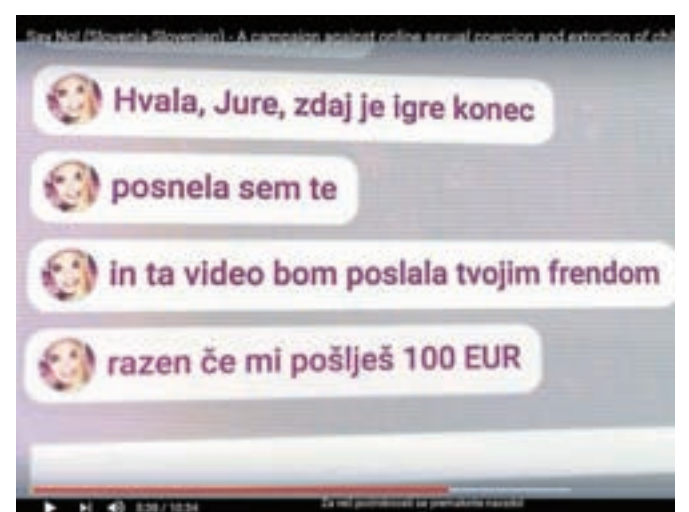 Say No! (Slovenia-Slovenian) - A campaign against online sexual coercion and extortion of chil
Hvala, Jure, zdaj je igre konec
posnela sem te
in ta video bom poslala tvojim frendom
razen če mi pošlješ 100 EUR